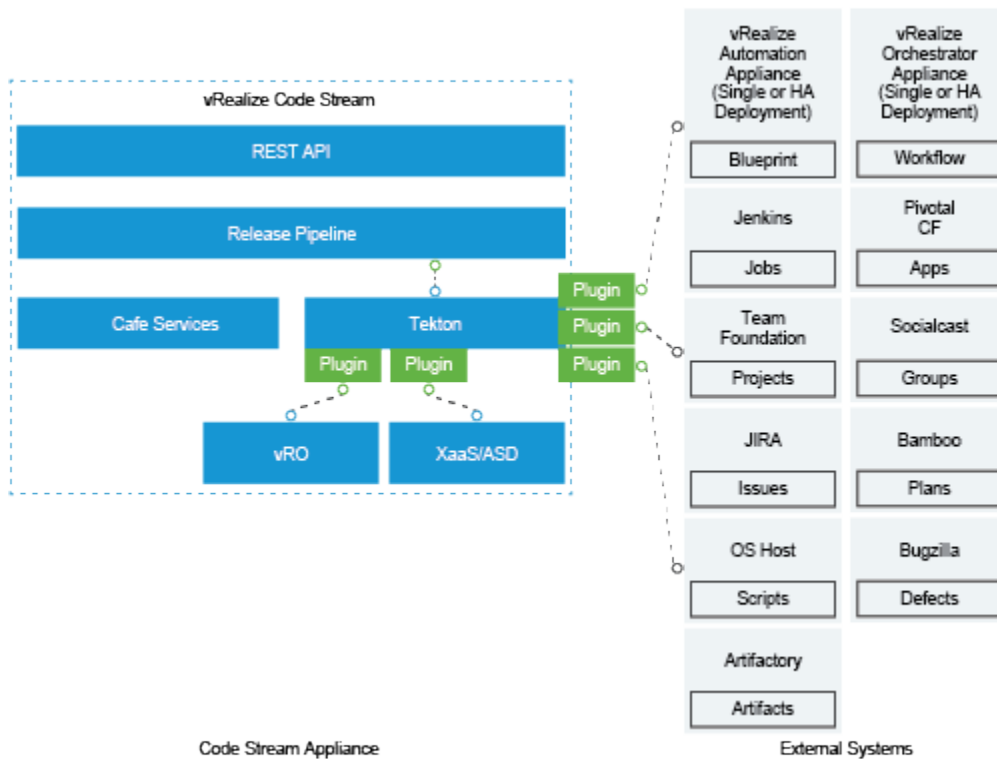 vRealize Code Stream
REST API
Release Pipeline
Cafe Services
Tekton
Plugin
Plugin
Plugin
Plugin
Plugin
vRO
XaaS/ASD
Code Stream Appliance
vRealize
Automation
Appliance
(Single or HA
Deployment)
Blueprint
vRealize
Orchestrator
Appliance
(Single or HA
Deployment)
Workflow
Jenkins
Jobs
Pivotal
CF
Apps
Team
Foundation
Projects
Socialcast
Groups
JIRA
Issues
Bamboo
Plans
OS Host
Scripts
Bugzilla
Defects
Artifactory
Artifacts
External Systems